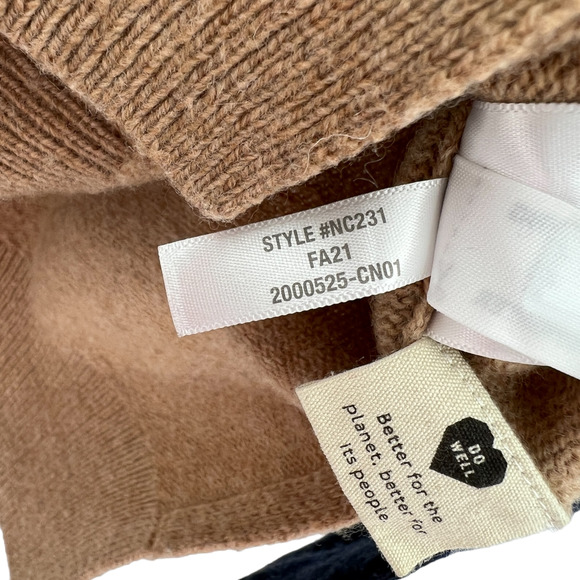 STYLE #NC231
FA21
2000525-CN01
DO
WELL
Better for the
planet, better for
its people